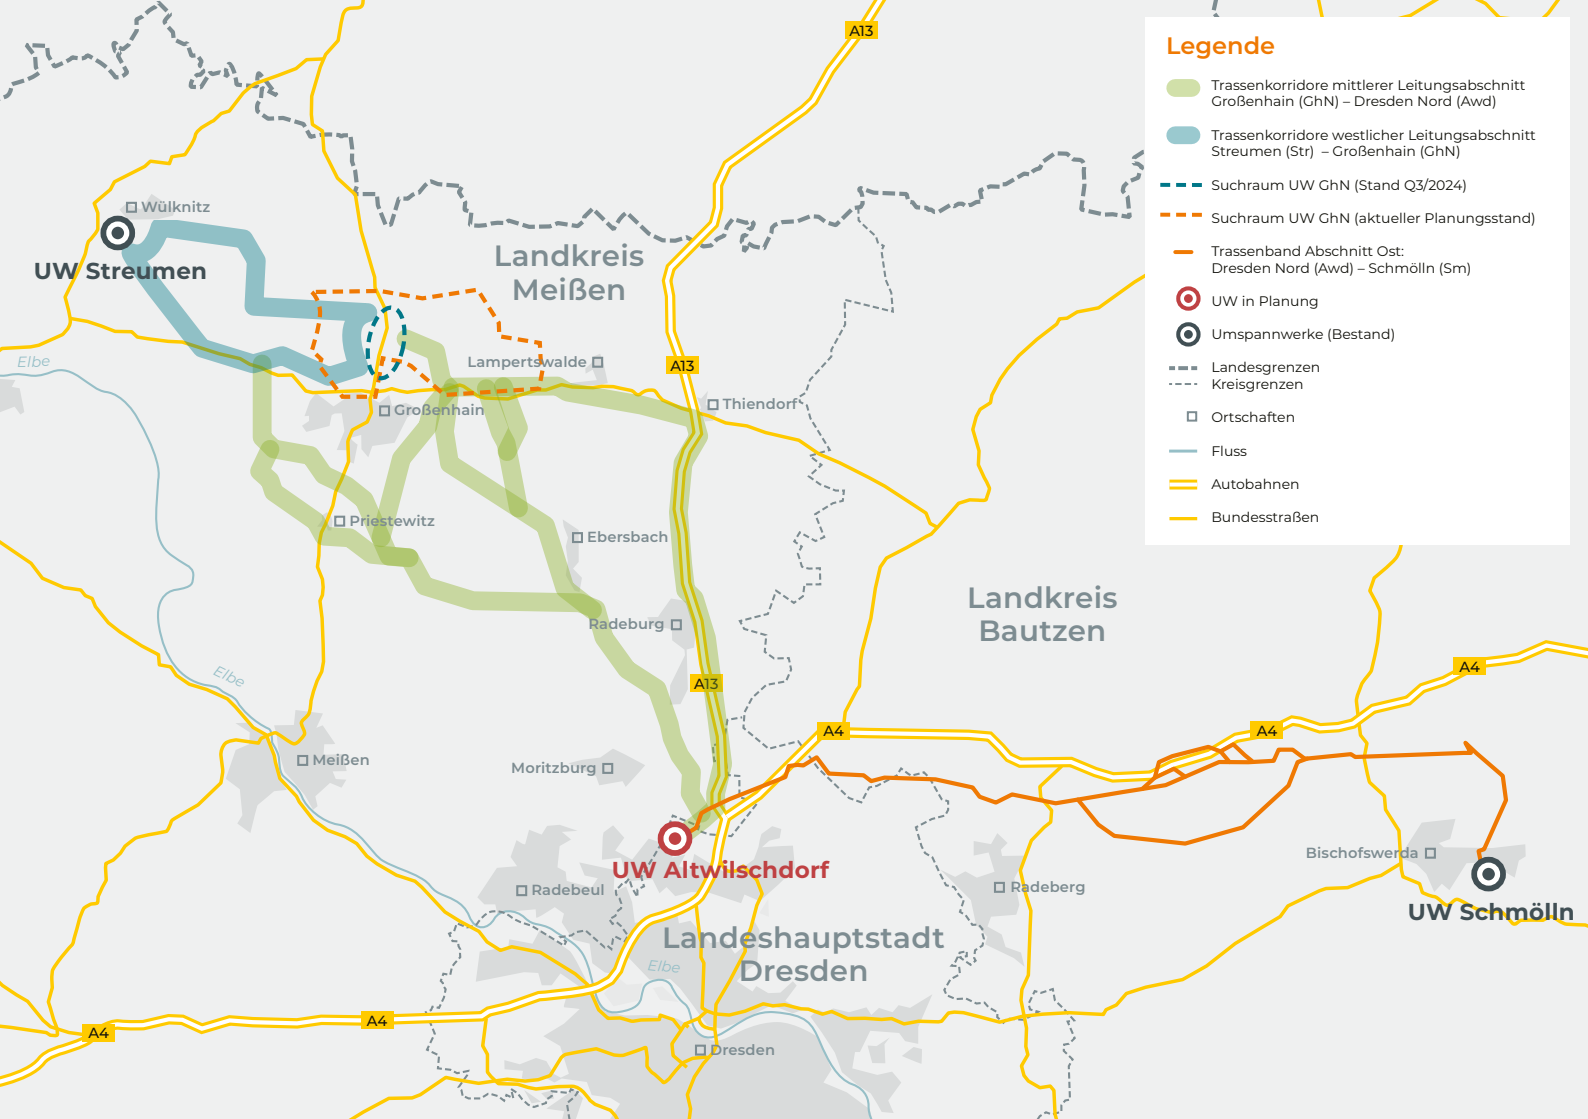 A13
Legende
Trassenkorridore mittlerer Leitungsabschnitt
Großenhain (GhN) – Dresden Nord (Awd)
Trassenkorridore westlicher Leitungsabschnitt
Streumen (Str) – Großenhain (GhN)
Suchraum UW GhN (Stand Q3/2024)
Suchraum UW GhN (aktueller Planungsstand)
Trassenband Abschnitt Ost:
Dresden Nord (Awd) – Schmölln (Sm)
UW in Planung
Umspannwerke (Bestand)
Landesgrenzen
Kreisgrenzen
Ortschaften
Fluss
Autobahnen
Bundesstraßen
Wülknitz
UW Streumen
Landkreis
Meißen
Elbe
Lampertswalde
A13
Großenhain
Thiendorf
Priestewitz
Ebersbach
Landkreis
Bautzen
Radeburg
Elbe
A13
A4
A4
A4
Meißen
Moritzburg
UW Altwilschdorf
Radebeul
Radeberg
Bischofswerda
UW Schmölln
Landeshauptstadt
Dresden
Elbe
A4
A4
Dresden